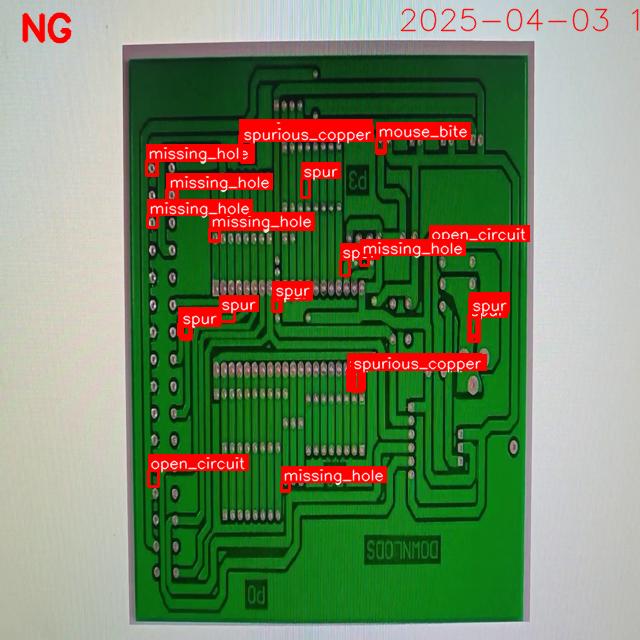 NG
2025-04-03 1
spurious_copper
mouse_bite
missing_hole
spur
missing_hole
P3
missing_hole
missing_hole
open_circuit
missing_hole
spur
spur
spur
spur
spurious_copper
open_circuit
missing_hole
DOWNLODS
P0